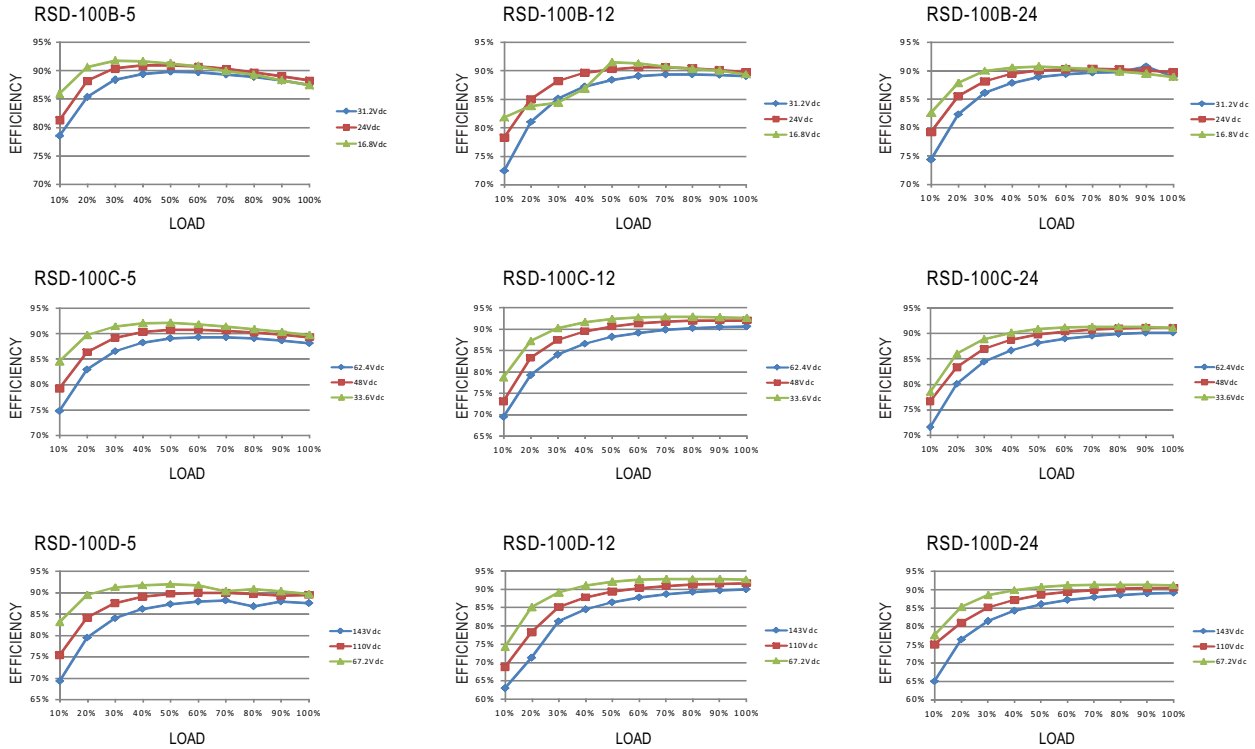 RSD-100B-5
95%
90%
85%
80%
75%
70%
EFFICIENCY
10% 20% 30% 40% 50% 60% 70% 80% 90% 100%
LOAD
31.2Vdc
24Vdc
16.8Vdc
RSD-100B-12
95%
90%
85%
80%
75%
70%
EFFICIENCY
10% 20% 30% 40% 50% 60% 70% 80% 90% 100%
LOAD
31.2Vdc
24Vdc
16.8Vdc
RSD-100B-24
95%
90%
85%
80%
75%
70%
EFFICIENCY
10% 20% 30% 40% 50% 60% 70% 80% 90% 100%
LOAD
31.2Vdc
24Vdc
16.8Vdc
RSD-100C-5
95%
90%
85%
80%
75%
70%
EFFICIENCY
10% 20% 30% 40% 50% 60% 70% 80% 90% 100%
LOAD
62.4Vdc
48Vdc
33.6Vdc
RSD-100C-12
95%
90%
85%
80%
75%
70%
65%
EFFICIENCY
10% 20% 30% 40% 50% 60% 70% 80% 90% 100%
LOAD
62.4Vdc
48Vdc
33.6Vdc
RSD-100C-24
95%
90%
85%
80%
75%
70%
EFFICIENCY
10% 20% 30% 40% 50% 60% 70% 80% 90% 100%
LOAD
62.4Vdc
48Vdc
33.6Vdc
RSD-100D-5
95%
90%
85%
80%
75%
70%
65%
EFFICIENCY
10% 20% 30% 40% 50% 60% 70% 80% 90% 100%
LOAD
143Vdc
110Vdc
67.2Vdc
RSD-100D-12
95%
90%
85%
80%
75%
70%
65%
60%
EFFICIENCY
10% 20% 30% 40% 50% 60% 70% 80% 90% 100%
LOAD
143Vdc
110Vdc
67.2Vdc
RSD-100D-24
95%
90%
85%
80%
75%
70%
65%
60%
EFFICIENCY
10% 20% 30% 40% 50% 60% 70% 80% 90% 100%
LOAD
143Vdc
110Vdc
67.2Vdc